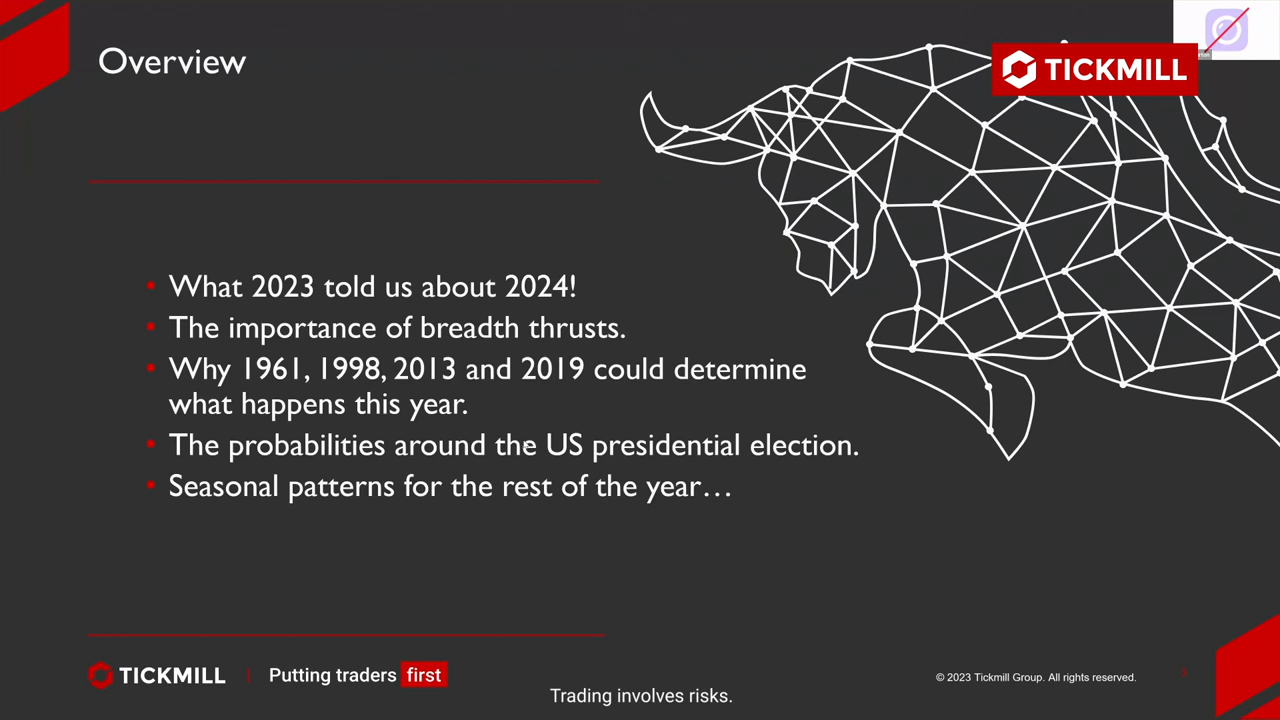 Overview
TICKMILL
• What 2023 told us about 2024!
• The importance of breadth thrusts.
• Why 1961, 1998, 2013 and 2019 could determine
what happens this year.
• The probabilities around the US presidential election.
• Seasonal patterns for the rest of the year…
TICKMILL | Putting traders first
© 2023 Tickmill Group. All rights reserved.
Trading involves risks.